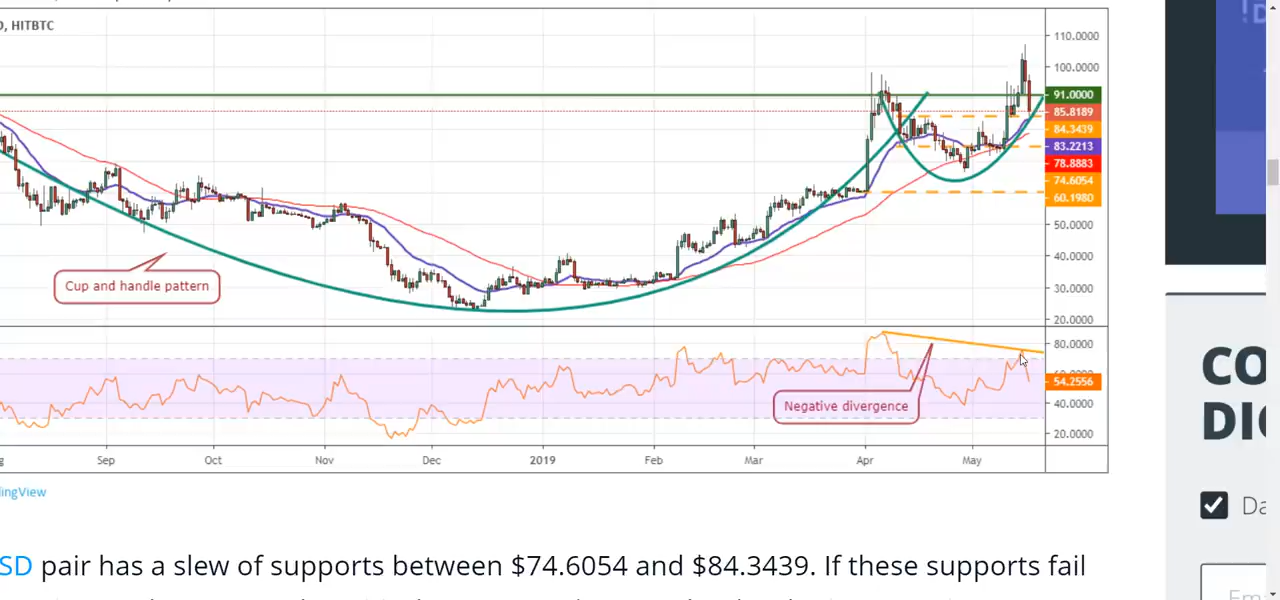 , HITBTC
110.0000
100.0000
91.0000
85.8189
84.3439
83.2213
78.8883
74.6054
60.1980
50.0000
40.0000
30.0000
20.0000
Cup and handle pattern
80.0000
54.2556
40.0000
20.0000
Negative divergence
Sep Oct Nov Dec 2019 Feb Mar Apr May
ingView
SD pair has a slew of supports between $74.6054 and $84.3439. If these supports fail
CO
DI
Da
Em